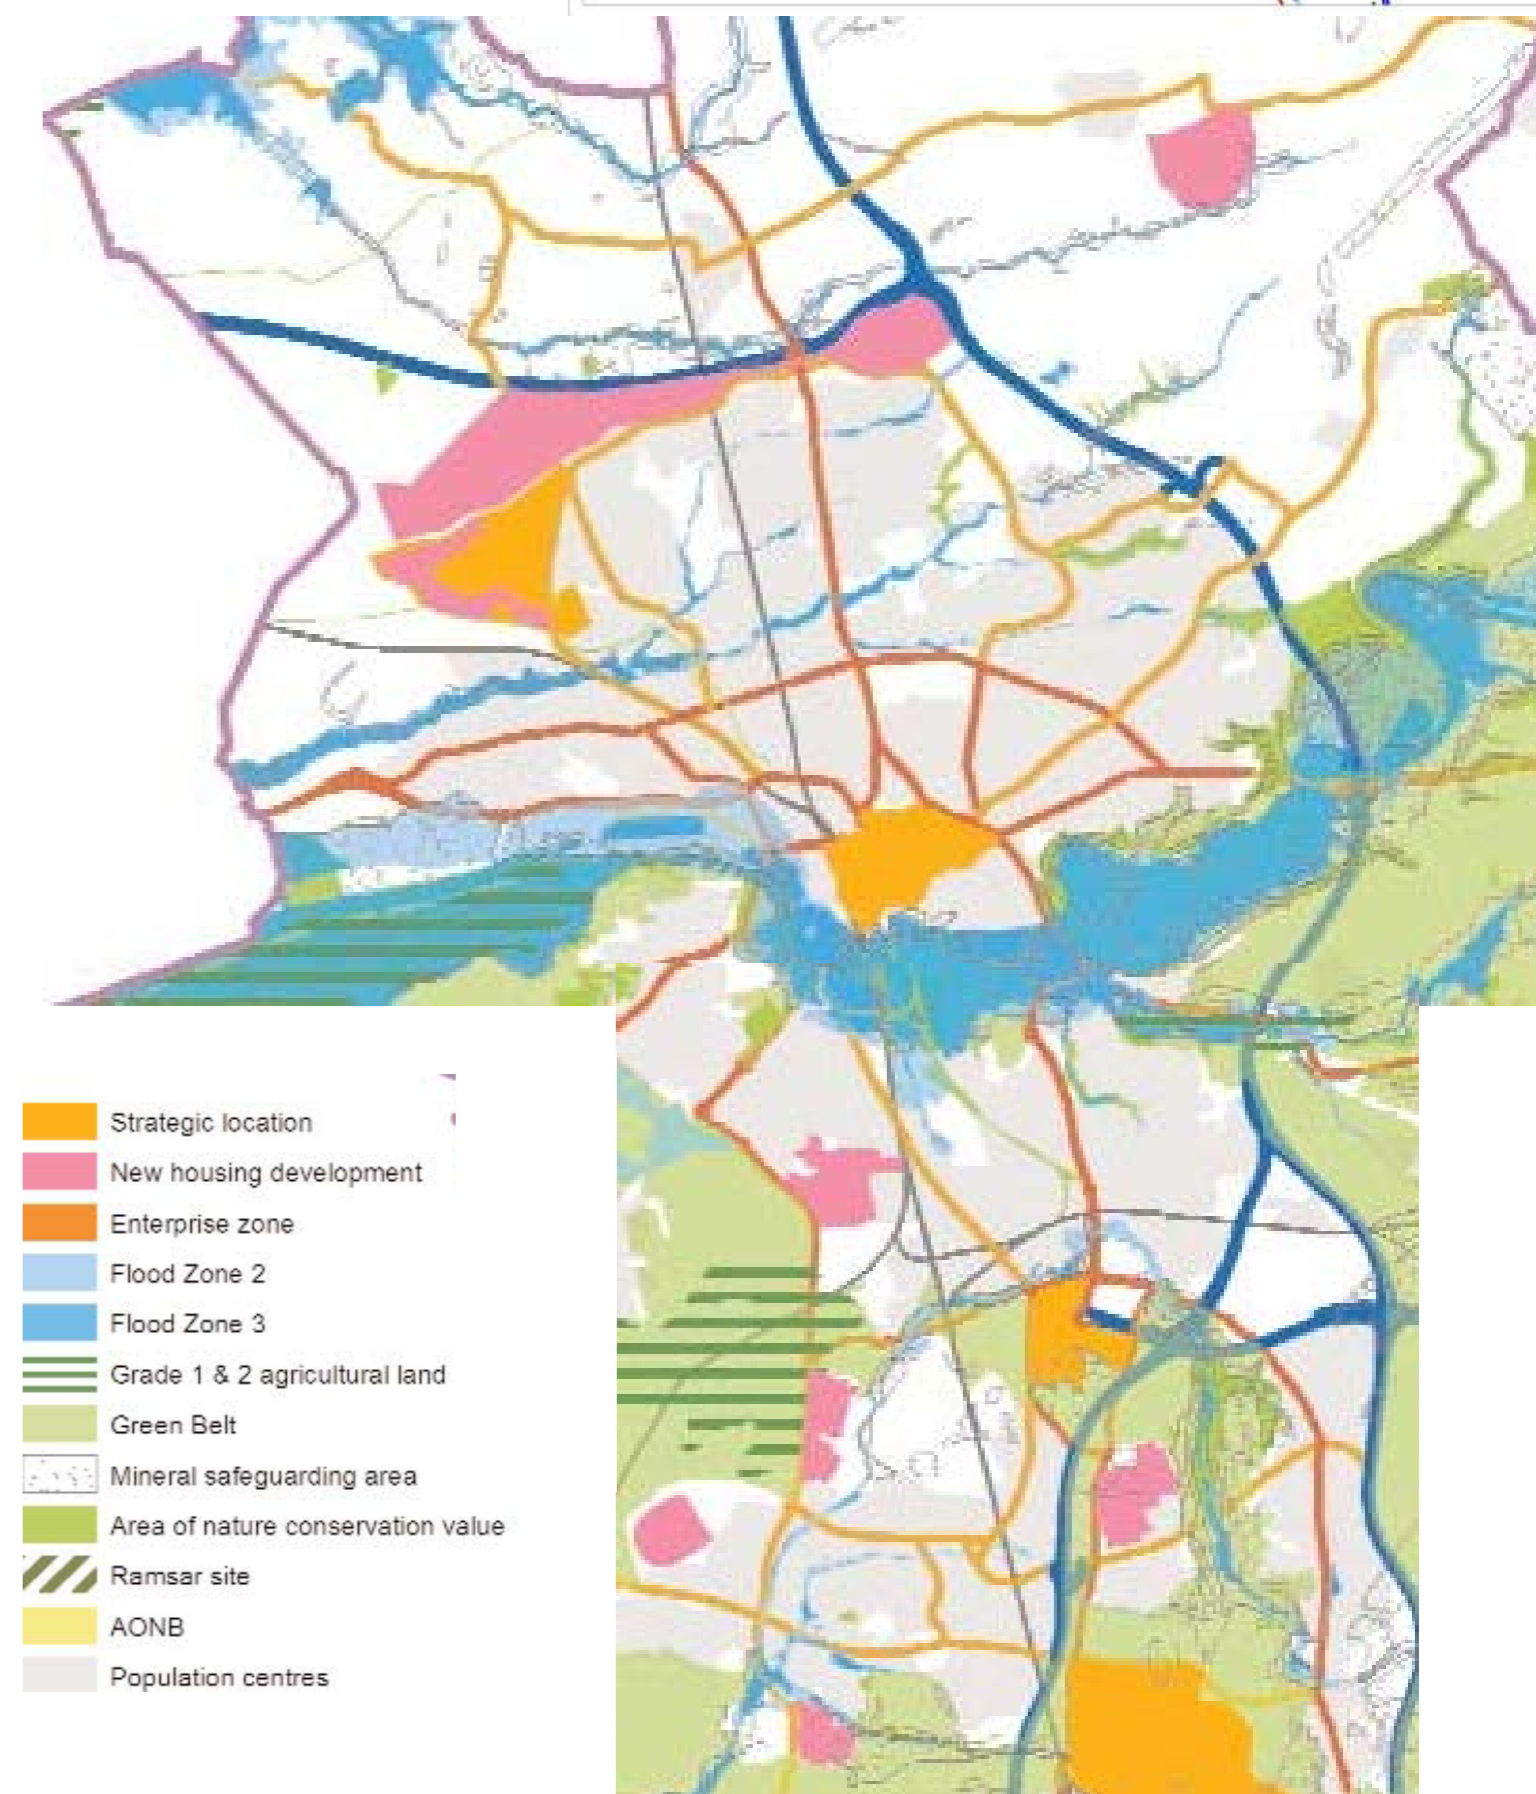 Strategic location
New housing development
Enterprise zone
Flood Zone 2
Flood Zone 3
Grade 1 & 2 agricultural land
Green Belt
Mineral safeguarding area
Area of nature conservation value
Ramsar site
AONB
Population centres